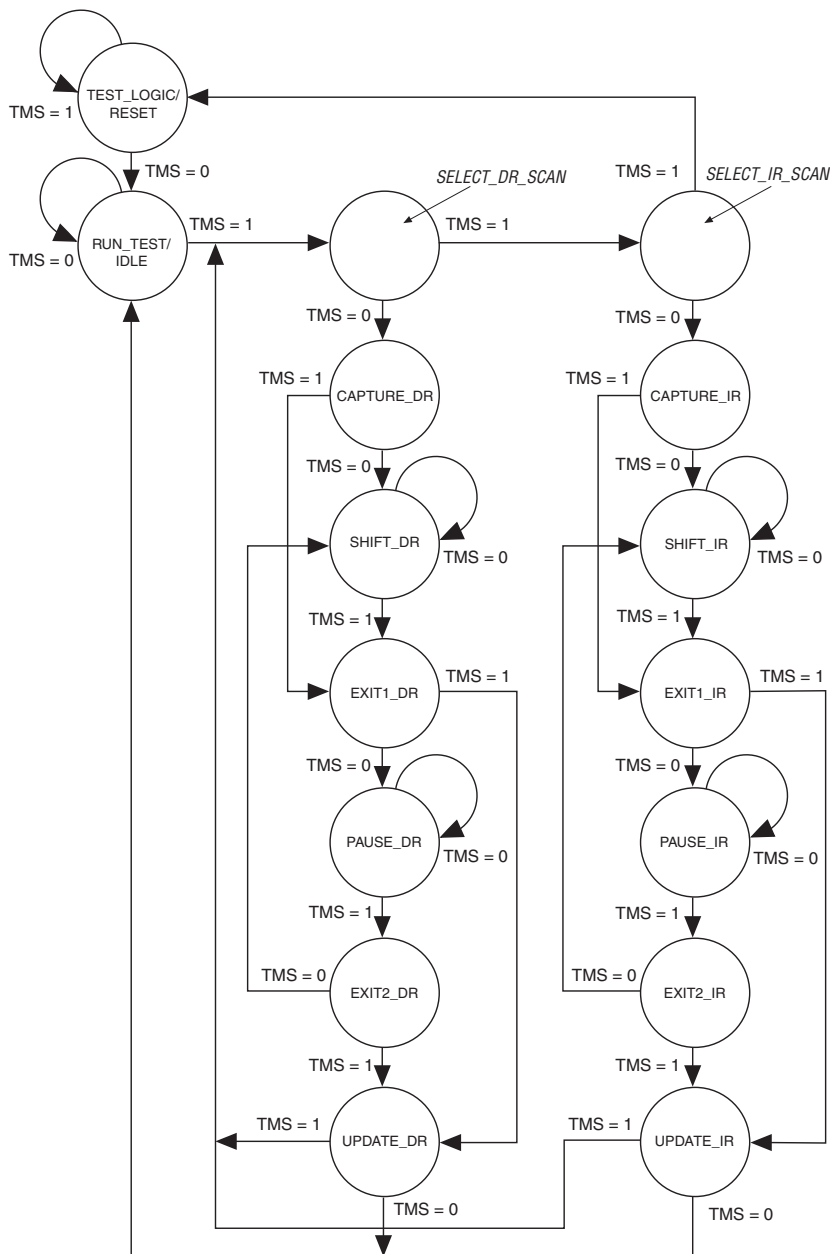 TEST_LOGIC/
RESET
TMS = 1
TMS = 0
SELECT_DR_SCAN
TMS = 1
SELECT_IR_SCAN
RUN_TEST/
IDLE
TMS = 0
TMS = 1
TMS = 1
TMS = 0
TMS = 0
TMS = 1
CAPTURE_DR
TMS = 1
CAPTURE_IR
TMS = 0
TMS = 0
SHIFT_DR
TMS = 0
SHIFT_IR
TMS = 0
TMS = 1
TMS = 1
EXIT1_DR
TMS = 1
EXIT1_IR
TMS = 1
TMS = 0
TMS = 0
PAUSE_DR
TMS = 0
PAUSE_IR
TMS = 0
TMS = 1
TMS = 1
TMS = 0
EXIT2_DR
TMS = 0
EXIT2_IR
TMS = 1
TMS = 1
TMS = 1
UPDATE_DR
TMS = 1
UPDATE_IR
TMS = 0
TMS = 0